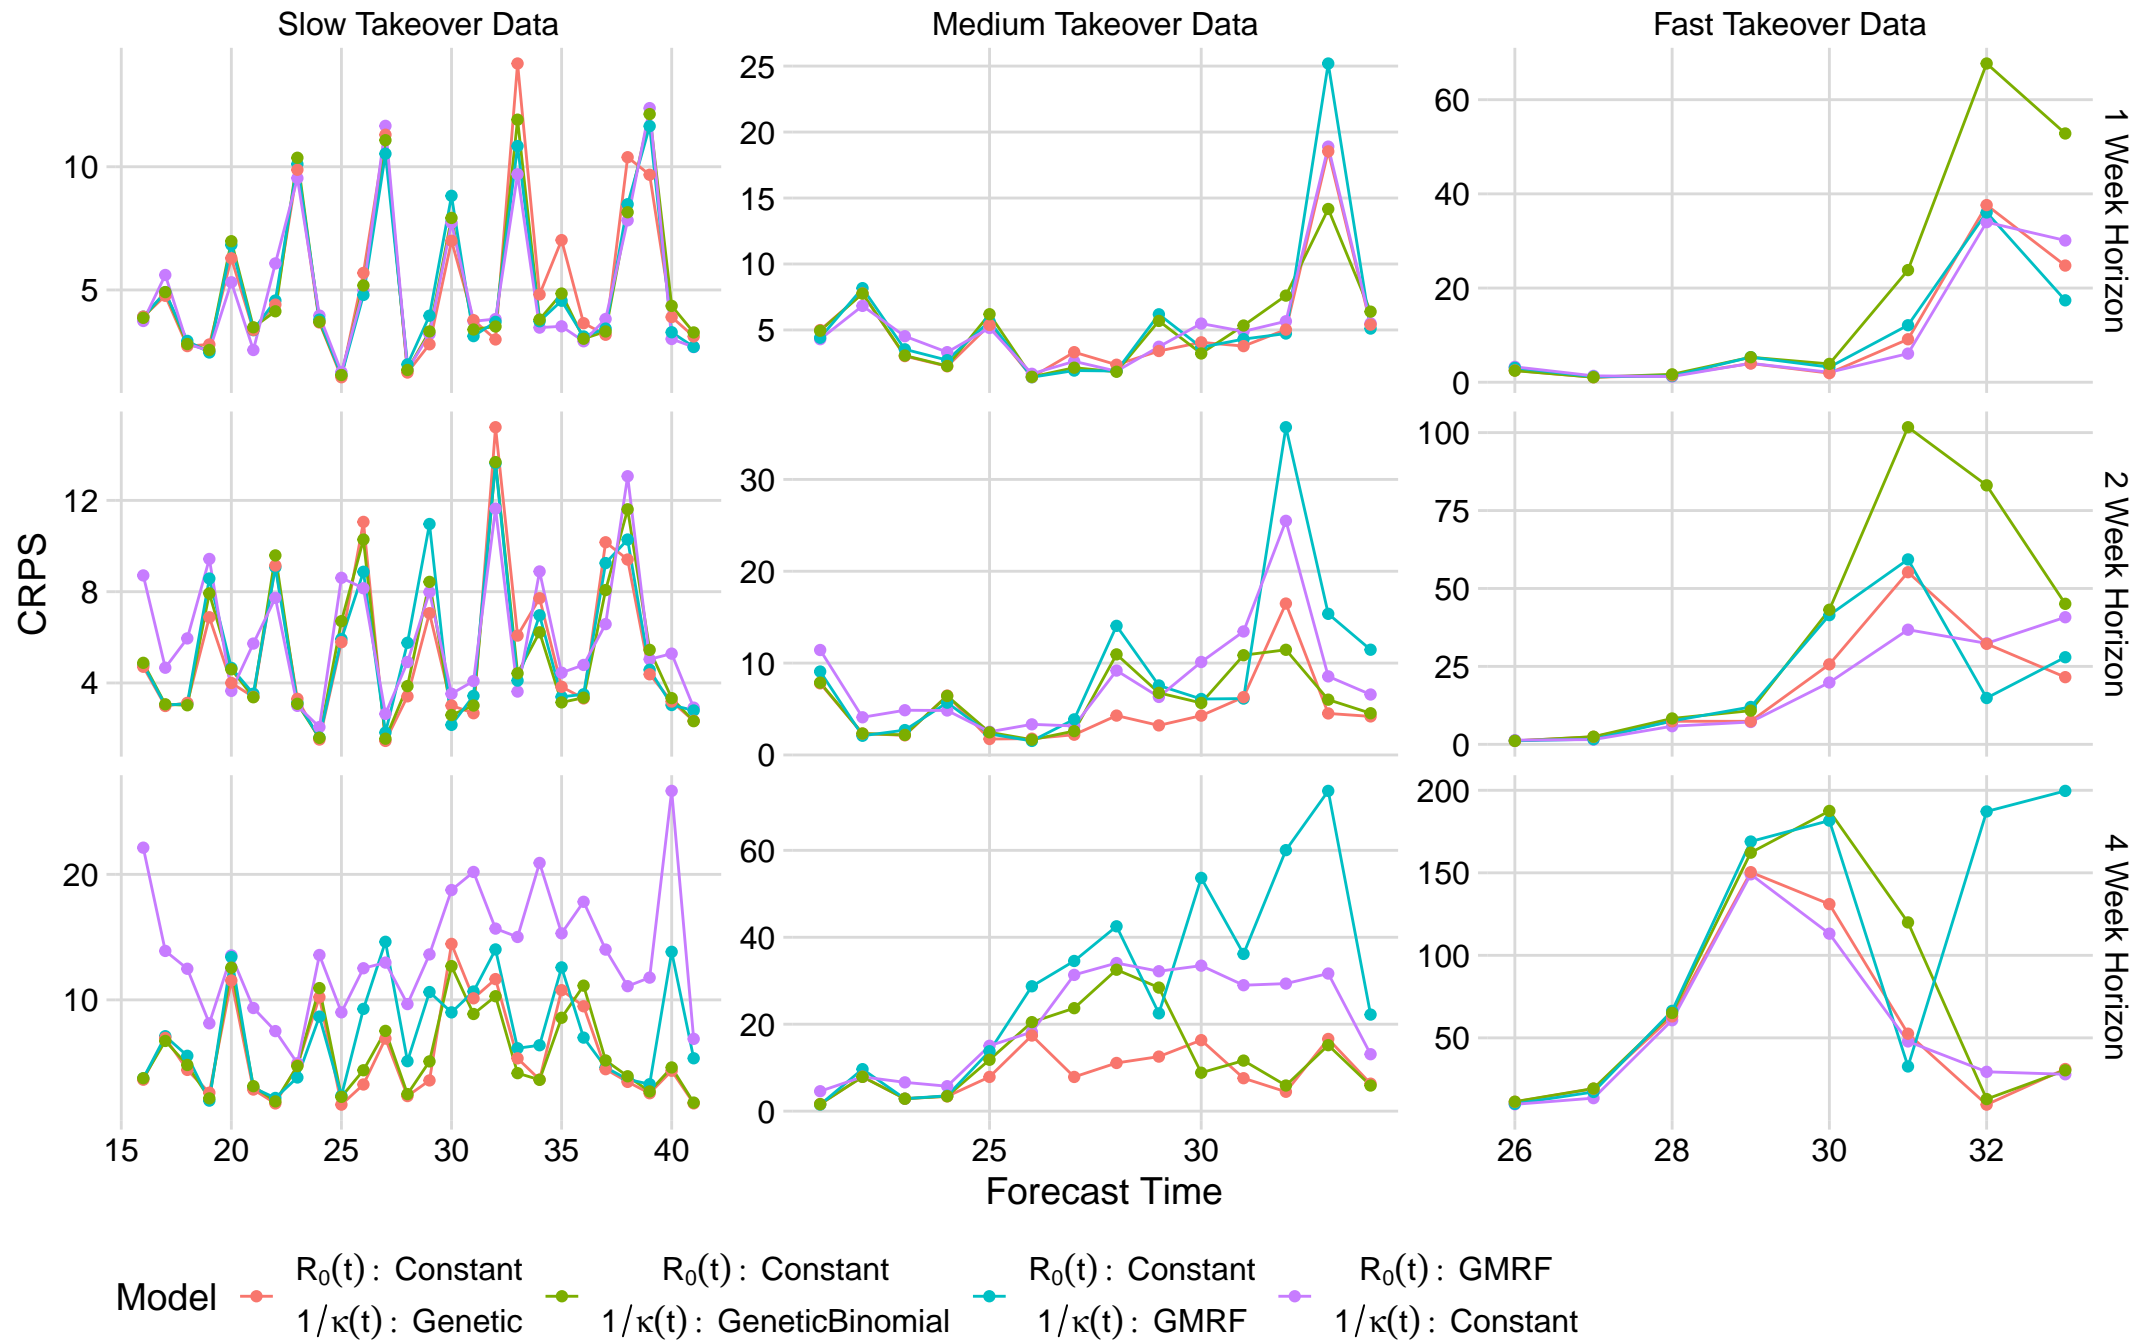 Slow Takeover Data Medium Takeover Data Fast Takeover Data
10
5
25
20
15
10
5
60
40
20
0
1 Week Horizon
12
8
4
30
20
10
0
100
75
50
25
0
2 Week Horizon
20
10
60
40
20
0
200
150
100
50
4 Week Horizon
CRPS
15 20 25 30 35 40 25 30 26 28 30 32
Forecast Time
Model
R₀(t) : Constant
1/κ(t) : Genetic
R₀(t) : Constant
1/κ(t) : GeneticBinomial
R₀(t) : Constant
1/κ(t) : GMRF
R₀(t) : GMRF
1/κ(t) : Constant